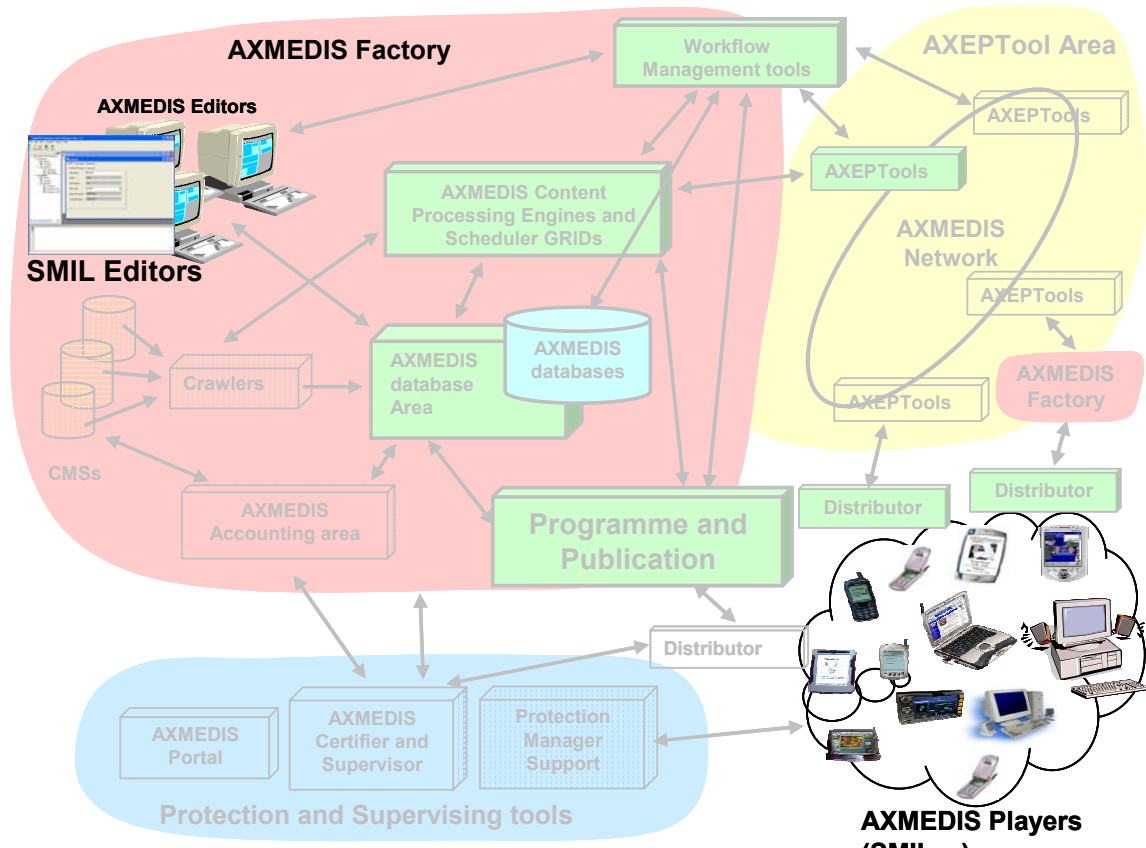 AXMEDIS Factory
Workflow
Management tools
AXEPTool Area
AXMEDIS Editors
AXEPTools
AXEPTools
AXMEDIS Content
Processing Engines and
Scheduler GRIDs
AXMEDIS
Network
SMIL Editors
AXEPTools
AXMEDIS
database
Area
AXMEDIS
databases
Crawlers
AXMEDIS
Factory
AXEPTools
CMSs
Distributor
Distributor
AXMEDIS
Accounting area
Programme and
Publication
Distributor
AXMEDIS
Portal
AXMEDIS
Certifier and
Supervisor
Protection
Manager
Support
Protection and Supervising tools
AXMEDIS Players